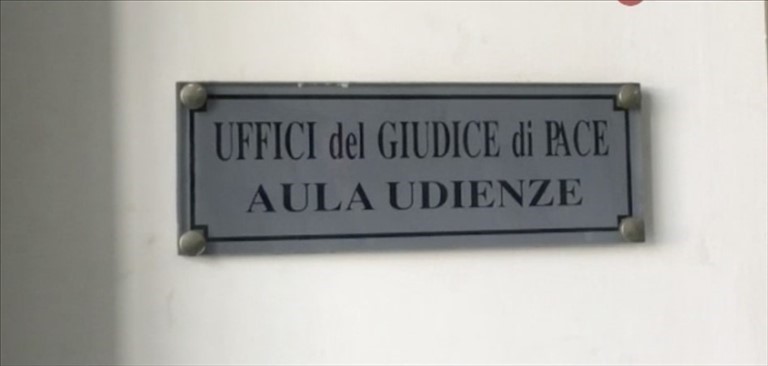 UFFICI del GIUDICE di PACE
AULA UDIENZE